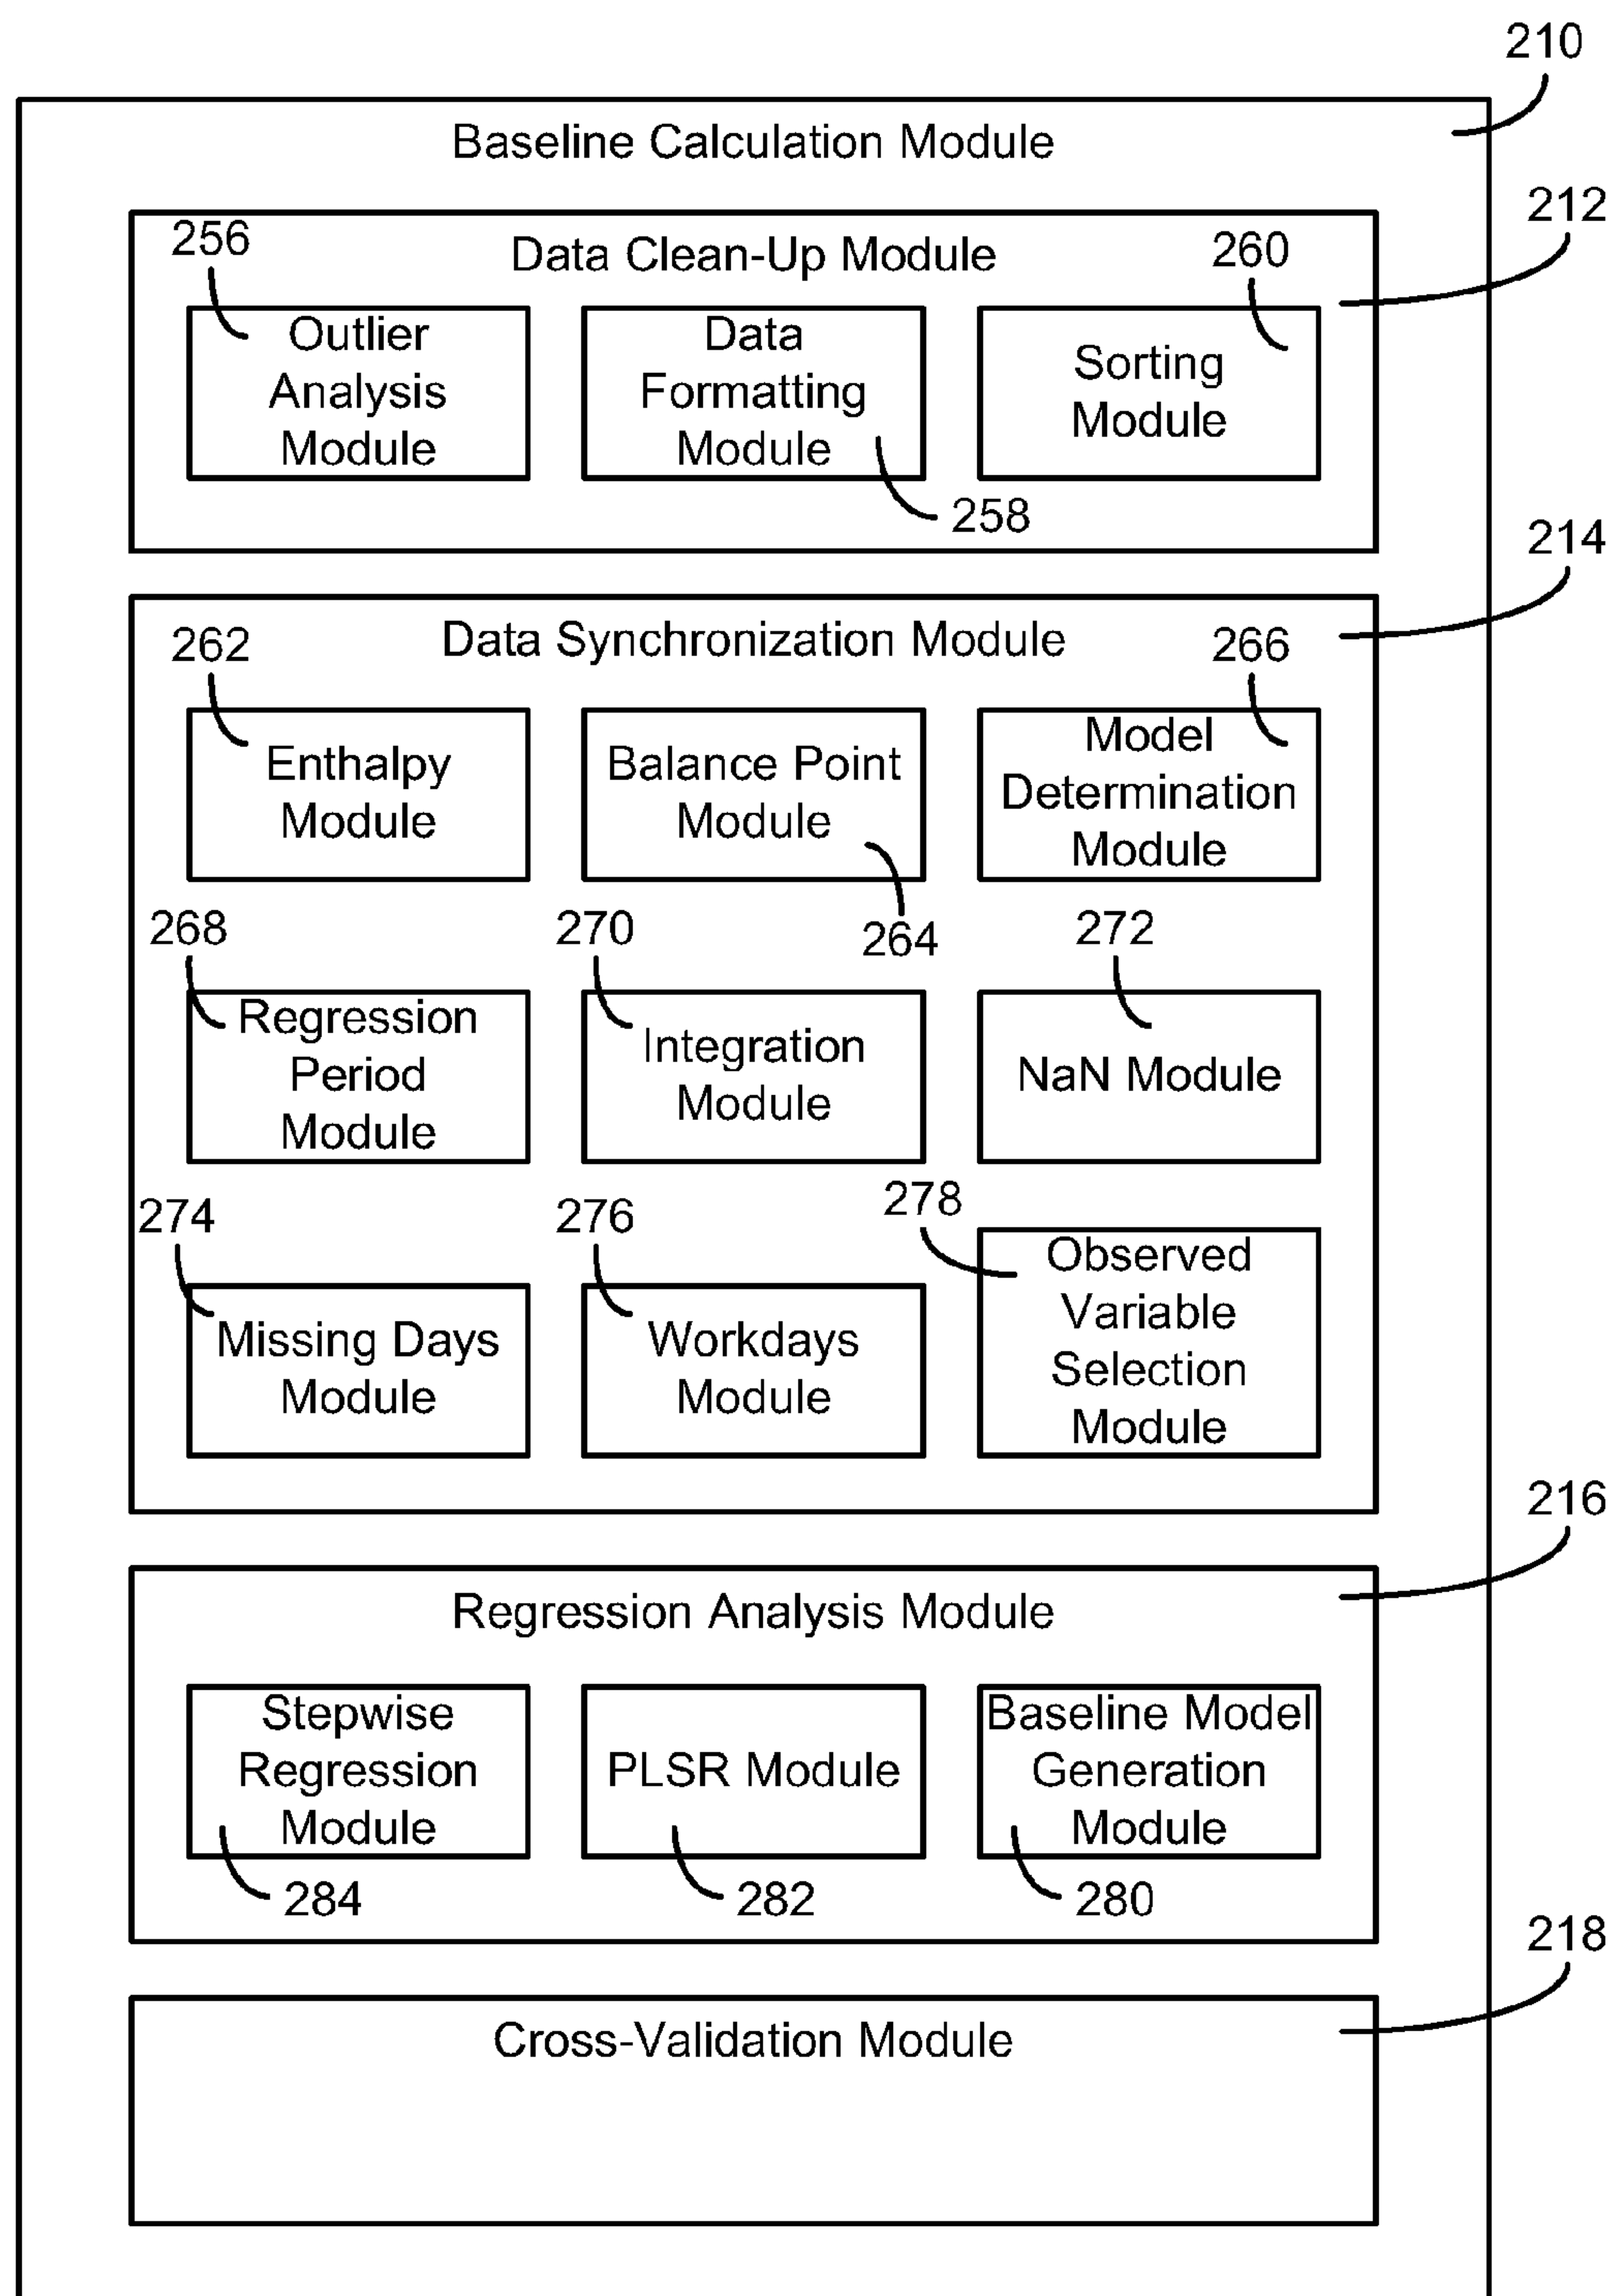 210
Baseline Calculation Module
212
256
Data Clean-Up Module
260
Outlier
Analysis
Module
Data
Formatting
Module
Sorting
Module
258
214
262
Data Synchronization Module
266
Enthalpy
Module
Balance Point
Module
Model
Determination
Module
264
268
270
272
Regression
Period
Module
Integration
Module
NaN Module
274
276
278
Missing Days
Module
Workdays
Module
Observed
Variable
Selection
Module
216
Regression Analysis Module
Stepwise
Regression
Module
PLSR Module
Baseline Model
Generation
Module
284
282
280
218
Cross-Validation Module